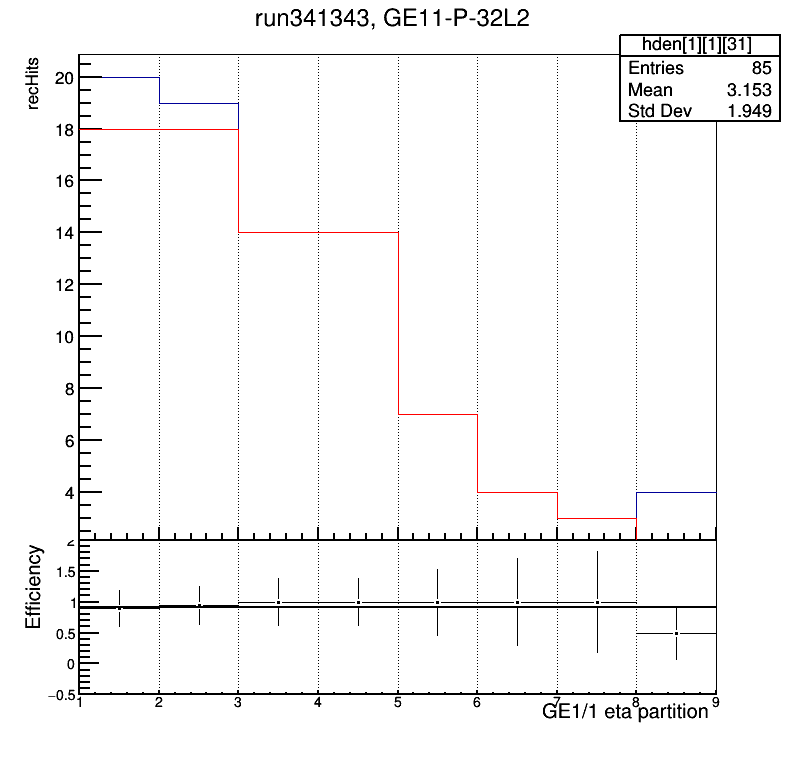 run341343, GE11-P-32L2
hden[1][1][31]
Entries 85
Mean 3.153
Std Dev 1.949
recHits
20
18
16
14
12
10
8
6
4
Efficiency
2
1.5
1
0.5
0
−0.5
1 2 3 4 5 6 7 8 9
GE1/1 eta partition